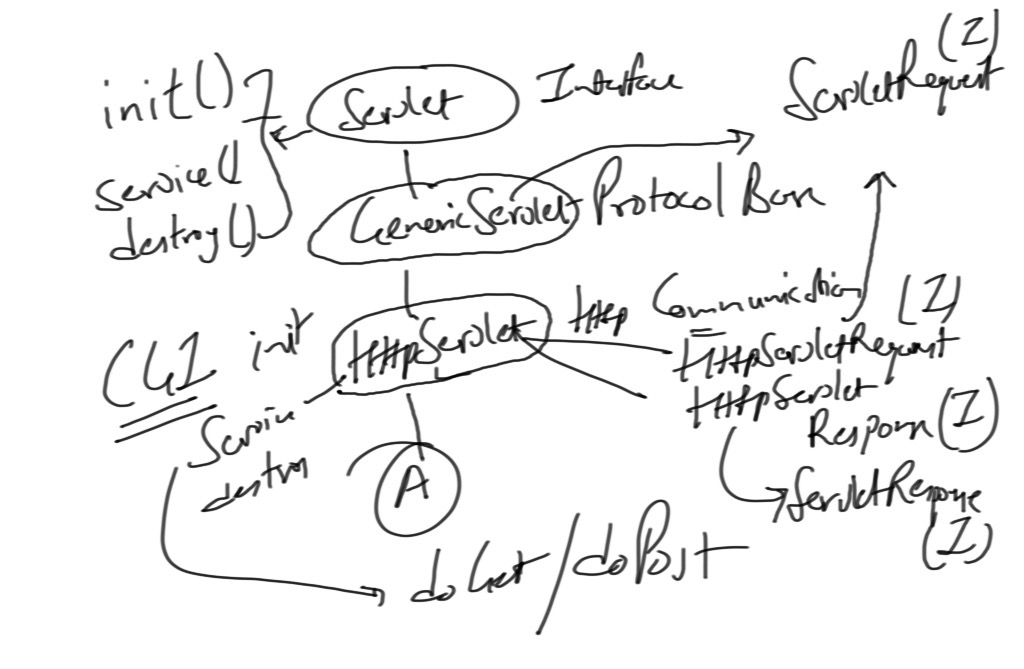 (I)
ServletRequest
init()
Servlet
Interface
service()
destroy()
GenericServlet
Protocol
CGI
init
HttpServlet
Http Communication
(I)
HttpServletRequest
HttpServlet
Response (I)
Service
destroy
A
ServletResponse
(I)
doGet/doPost